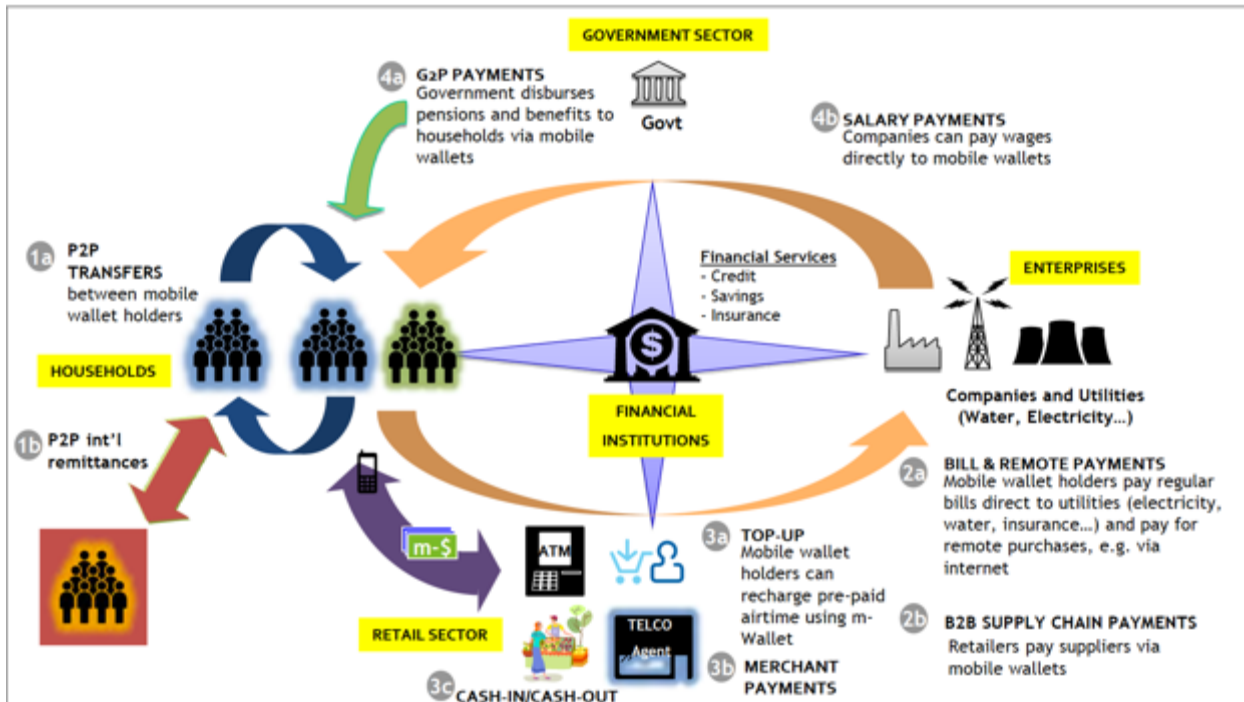 GOVERNMENT SECTOR
Govt
4a G2P PAYMENTS
Government disburses
pensions and benefits to
households via mobile
wallets
4b SALARY PAYMENTS
Companies can pay wages
directly to mobile wallets
1a P2P
TRANSFERS
between mobile
wallet holders
HOUSEHOLDS
1b P2P int'l
remittances
Financial Services
- Credit
- Savings
- Insurance
$
FINANCIAL
INSTITUTIONS
ENTERPRISES
Companies and Utilities
(Water, Electricity…)
2a BILL & REMOTE PAYMENTS
Mobile wallet holders pay regular
bills direct to utilities (electricity,
water, insurance…) and pay for
remote purchases, e.g. via
internet
2b B2B SUPPLY CHAIN PAYMENTS
Retailers pay suppliers via
mobile wallets
m-$
ATM
3a TOP-UP
Mobile wallet
holders can
recharge pre-paid
airtime using m-
Wallet
RETAIL SECTOR
TELCO
Agent
3b MERCHANT
PAYMENTS
3c CASH-IN/CASH-OUT